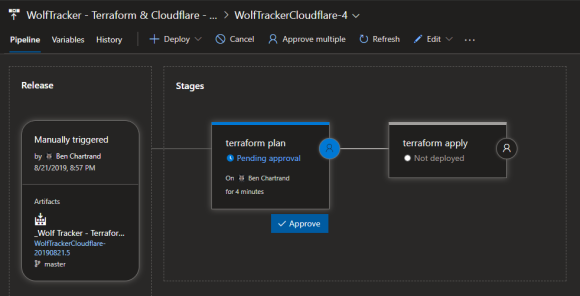 WolfTracker - Terraform & Cloudflare - ... > WolfTrackerCloudflare-4
Pipeline Variables History Deploy Cancel Approve multiple Refresh Edit ...
Release
Stages
Manually triggered
by Ben Chartrand
8/21/2019, 8:57 PM
Artifacts
_Wolf Tracker - Terrafor...
WolfTrackerCloudflare-
20190821.5
master
terraform plan
Pending approval
On Ben Chartrand
for 4 minutes
Approve
terraform apply
Not deployed